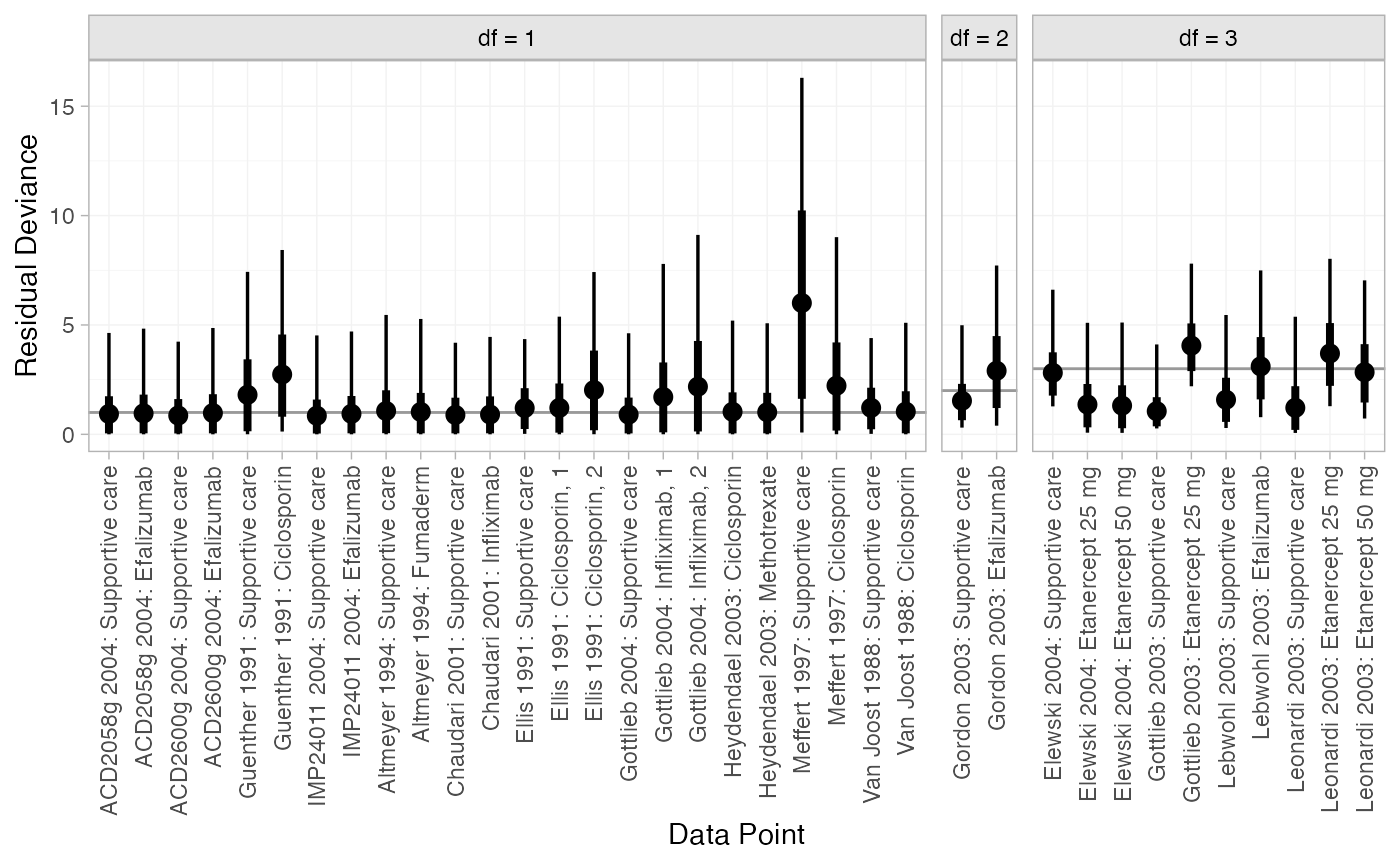 df = 1
df = 2
df = 3
Residual Deviance
15
10
5
0
ACD2058g 2004: Supportive care
ACD2058g 2004: Efalizumab
ACD2600g 2004: Supportive care
ACD2600g 2004: Efalizumab
Guenther 1991: Supportive care
Guenther 1991: Ciclosporin
IMP24011 2004: Supportive care
IMP24011 2004: Efalizumab
Altmeyer 1994: Supportive care
Altmeyer 1994: Fumaderm
Chaudari 2001: Supportive care
Chaudari 2001: Infliximab
Ellis 1991: Supportive care
Ellis 1991: Ciclosporin, 1
Ellis 1991: Ciclosporin, 2
Gottlieb 2004: Supportive care
Gottlieb 2004: Infliximab, 1
Gottlieb 2004: Infliximab, 2
Heydendael 2003: Ciclosporin
Heydendael 2003: Methotrexate
Meffert 1997: Supportive care
Meffert 1997: Ciclosporin
Van Joost 1988: Supportive care
Van Joost 1988: Ciclosporin
Gordon 2003: Supportive care
Gordon 2003: Efalizumab
Elewski 2004: Supportive care
Elewski 2004: Etanercept 25 mg
Elewski 2004: Etanercept 50 mg
Gottlieb 2003: Supportive care
Gottlieb 2003: Etanercept 25 mg
Lebwohl 2003: Supportive care
Lebwohl 2003: Efalizumab
Leonardi 2003: Supportive care
Leonardi 2003: Etanercept 25 mg
Leonardi 2003: Etanercept 50 mg
Data Point